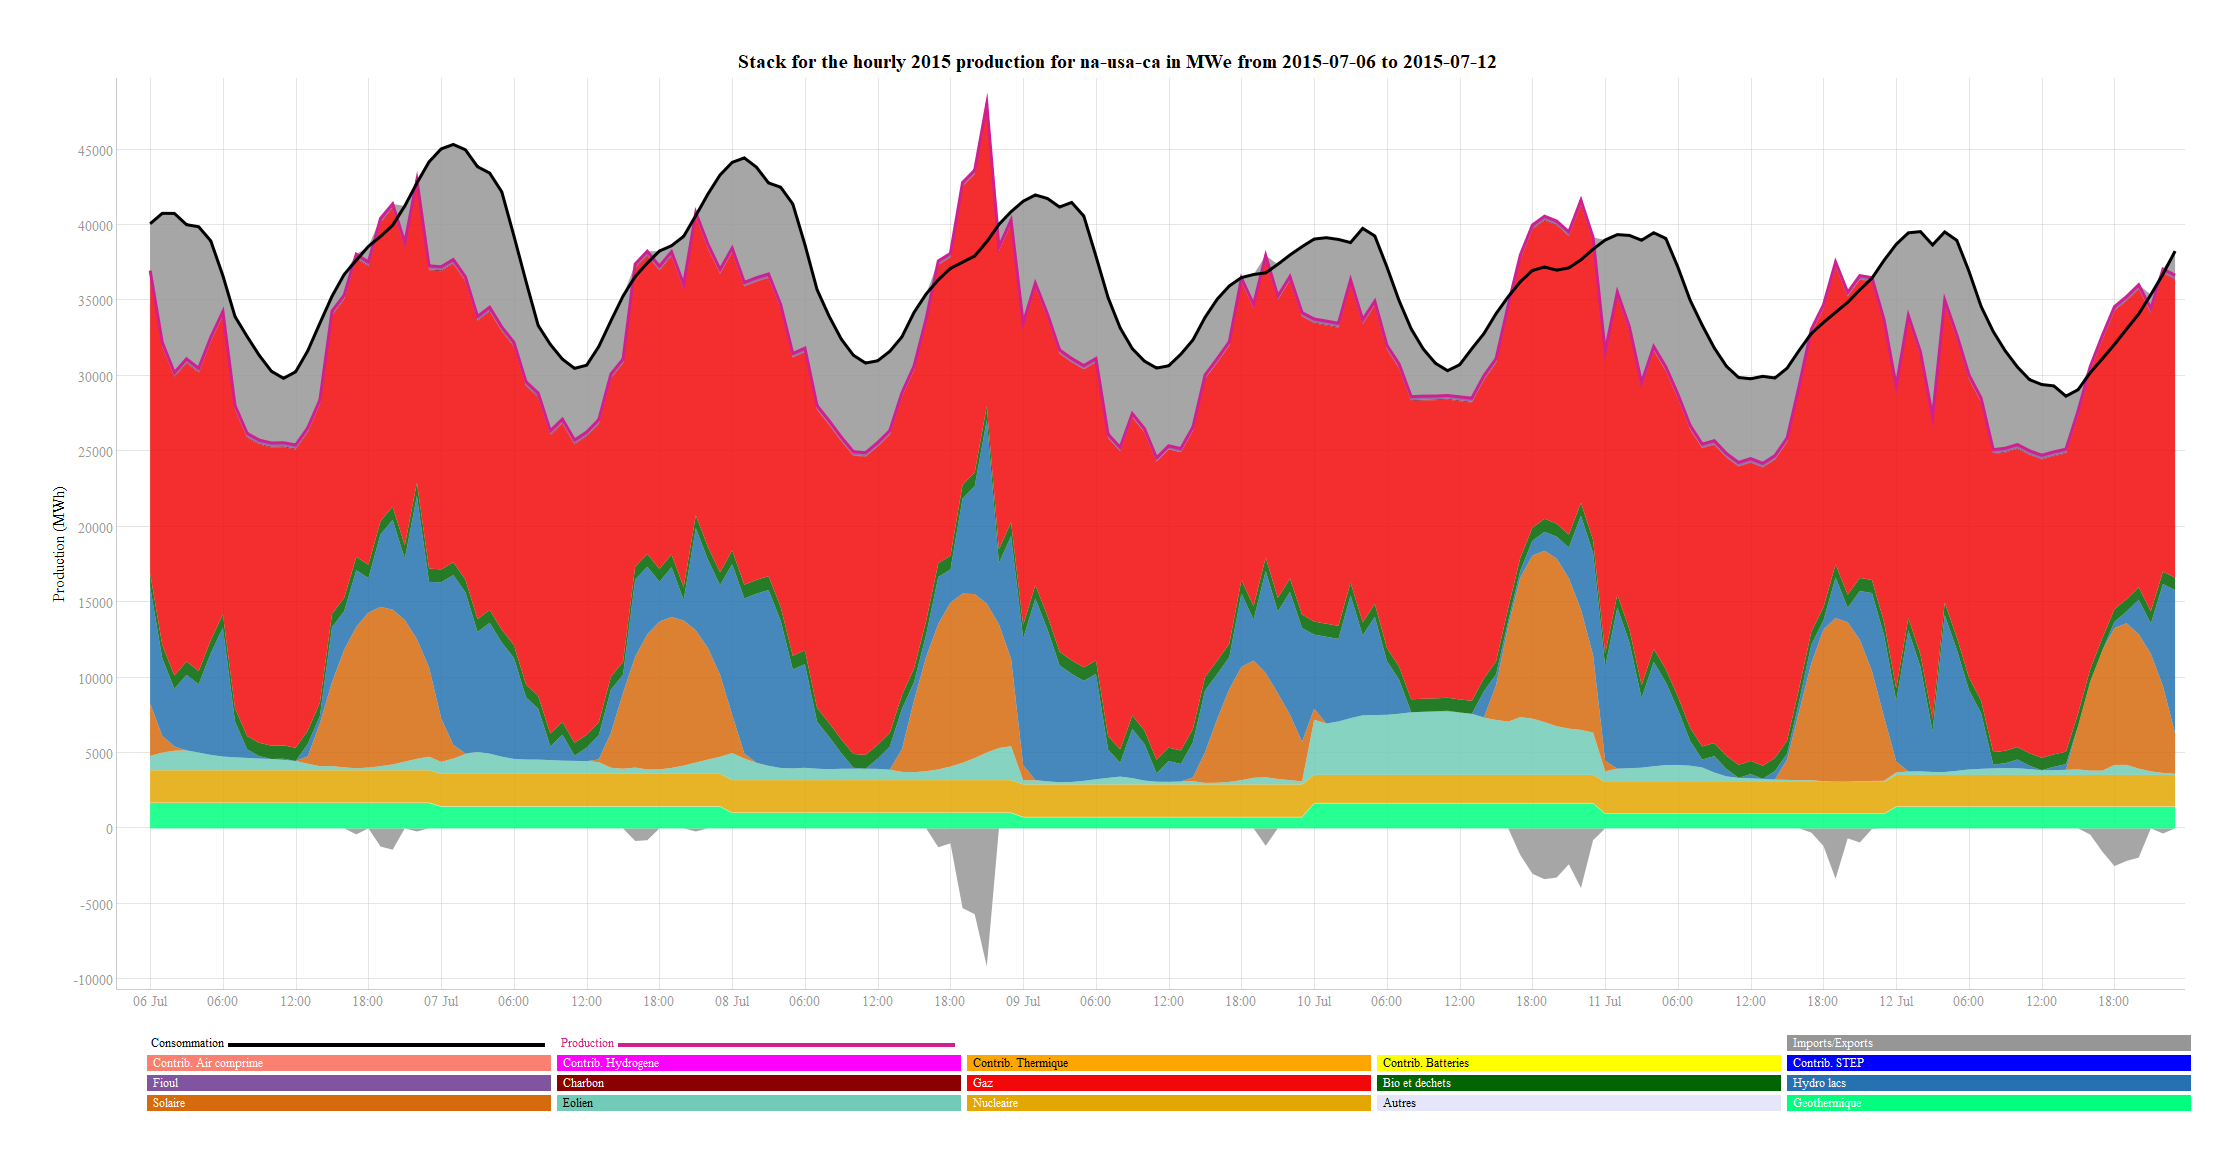 Stack for the hourly 2015 production for na-usa-ca in MWe from 2015-07-06 to 2015-07-12
Production (MWh)
45000
40000
35000
30000
25000
20000
15000
10000
5000
0
-5000
-10000
06 Jul 06:00 12:00 18:00 07 Jul 06:00 12:00 18:00 08 Jul 06:00 12:00 18:00 09 Jul 06:00 12:00 18:00 10 Jul 06:00 12:00 18:00 11 Jul 06:00 12:00 18:00 12 Jul 06:00 12:00 18:00
Consommation Production Imports/Exports
Contrib. Air comprime Contrib. Hydrogene Contrib. Thermique Contrib. Batteries Contrib. STEP
Fioul Charbon Gaz Bio et dechets Hydro lacs
Solaire Eolien Nucleaire Autres Geothermique